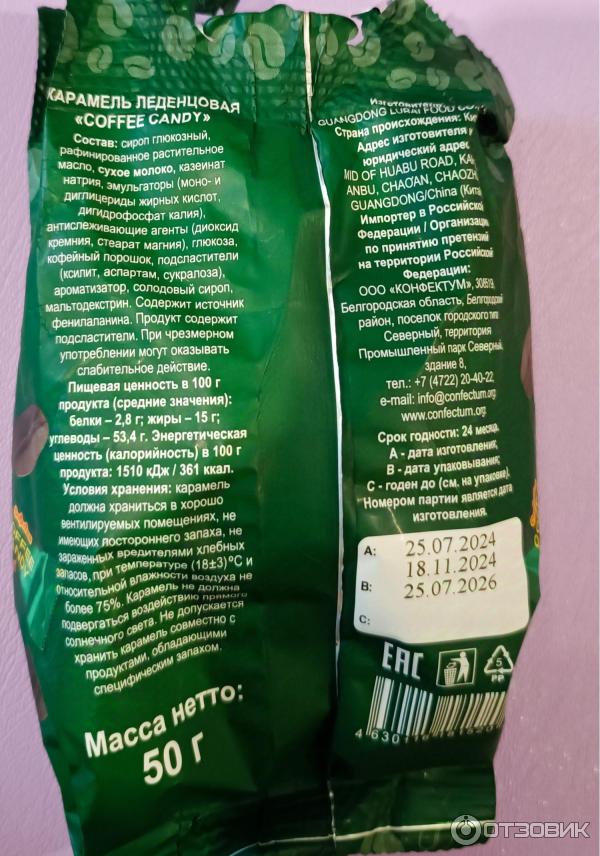 КАРАМЕЛЬ ЛЕДЕНЦОВАЯ
«COFFEE CANDY»
Состав: сироп глюкозный,
рафинированное растительное
масло, сухое молоко, казеинат
натрия, эмульгаторы (моно- и
диглицериды жирных кислот,
дигидрофосфат калия),
антислеживающие агенты (диоксид
кремния, стеарат магния), глюкоза,
кофейный порошок, подсластители
(ксилит, аспартам, сукралоза),
ароматизатор, солодовый сироп,
мальтодекстрин. Содержит источник
фенилаланина. Продукт содержит
подсластители. При чрезмерном
употреблении могут оказывать
слабительное действие.
Пищевая ценность в 100 г
продукта (средние значения):
белки – 2,8 г; жиры – 15 г;
углеводы – 53,4 г. Энергетическая
ценность (калорийность) в 100 г
продукта: 1510 кДж / 361 ккал.
Условия хранения: карамель
должна храниться в хорошо
вентилируемых помещениях, не
имеющих постороннего запаха, не
зараженных вредителями хлебных
запасов, при температуре (18±3)°С и
относительной влажности воздуха не
более 75%. Карамель не должна
подвергаться воздействию прямого
солнечного света. Не допускается
хранить карамель совместно с
продуктами, обладающими
специфическим запахом.
Масса нетто:
50 г
GUANGDONG LUBAI FOOD
Страна происхождения:
Адрес изготовителя
юридический адрес
MID OF HUABU ROAD,
ANBU, CHAO'AN,
GUANGDONG/China
Импортер в Российской
Федерации / Организация
по принятию претензий
на территории Российской
Федерации:
ООО «КОНФЕКТУМ», 308519,
Белгородская область, Белгородский
район, поселок городского типа
Северный, территория
Промышленный парк Северный,
здание 8,
тел.: +7 (4722) 20-40-22
e-mail: info@confectum.org
www.confectum.org
Срок годности: 24 месяца.
А - дата изготовления;
В - дата упаковывания;
С - годен до (см. на упаковке).
Номером партии является дата
изготовления.
А: 25.07.2024
18.11.2024
В: 25.07.2026
С:
EAC
5
PP
ОТЗОВИК